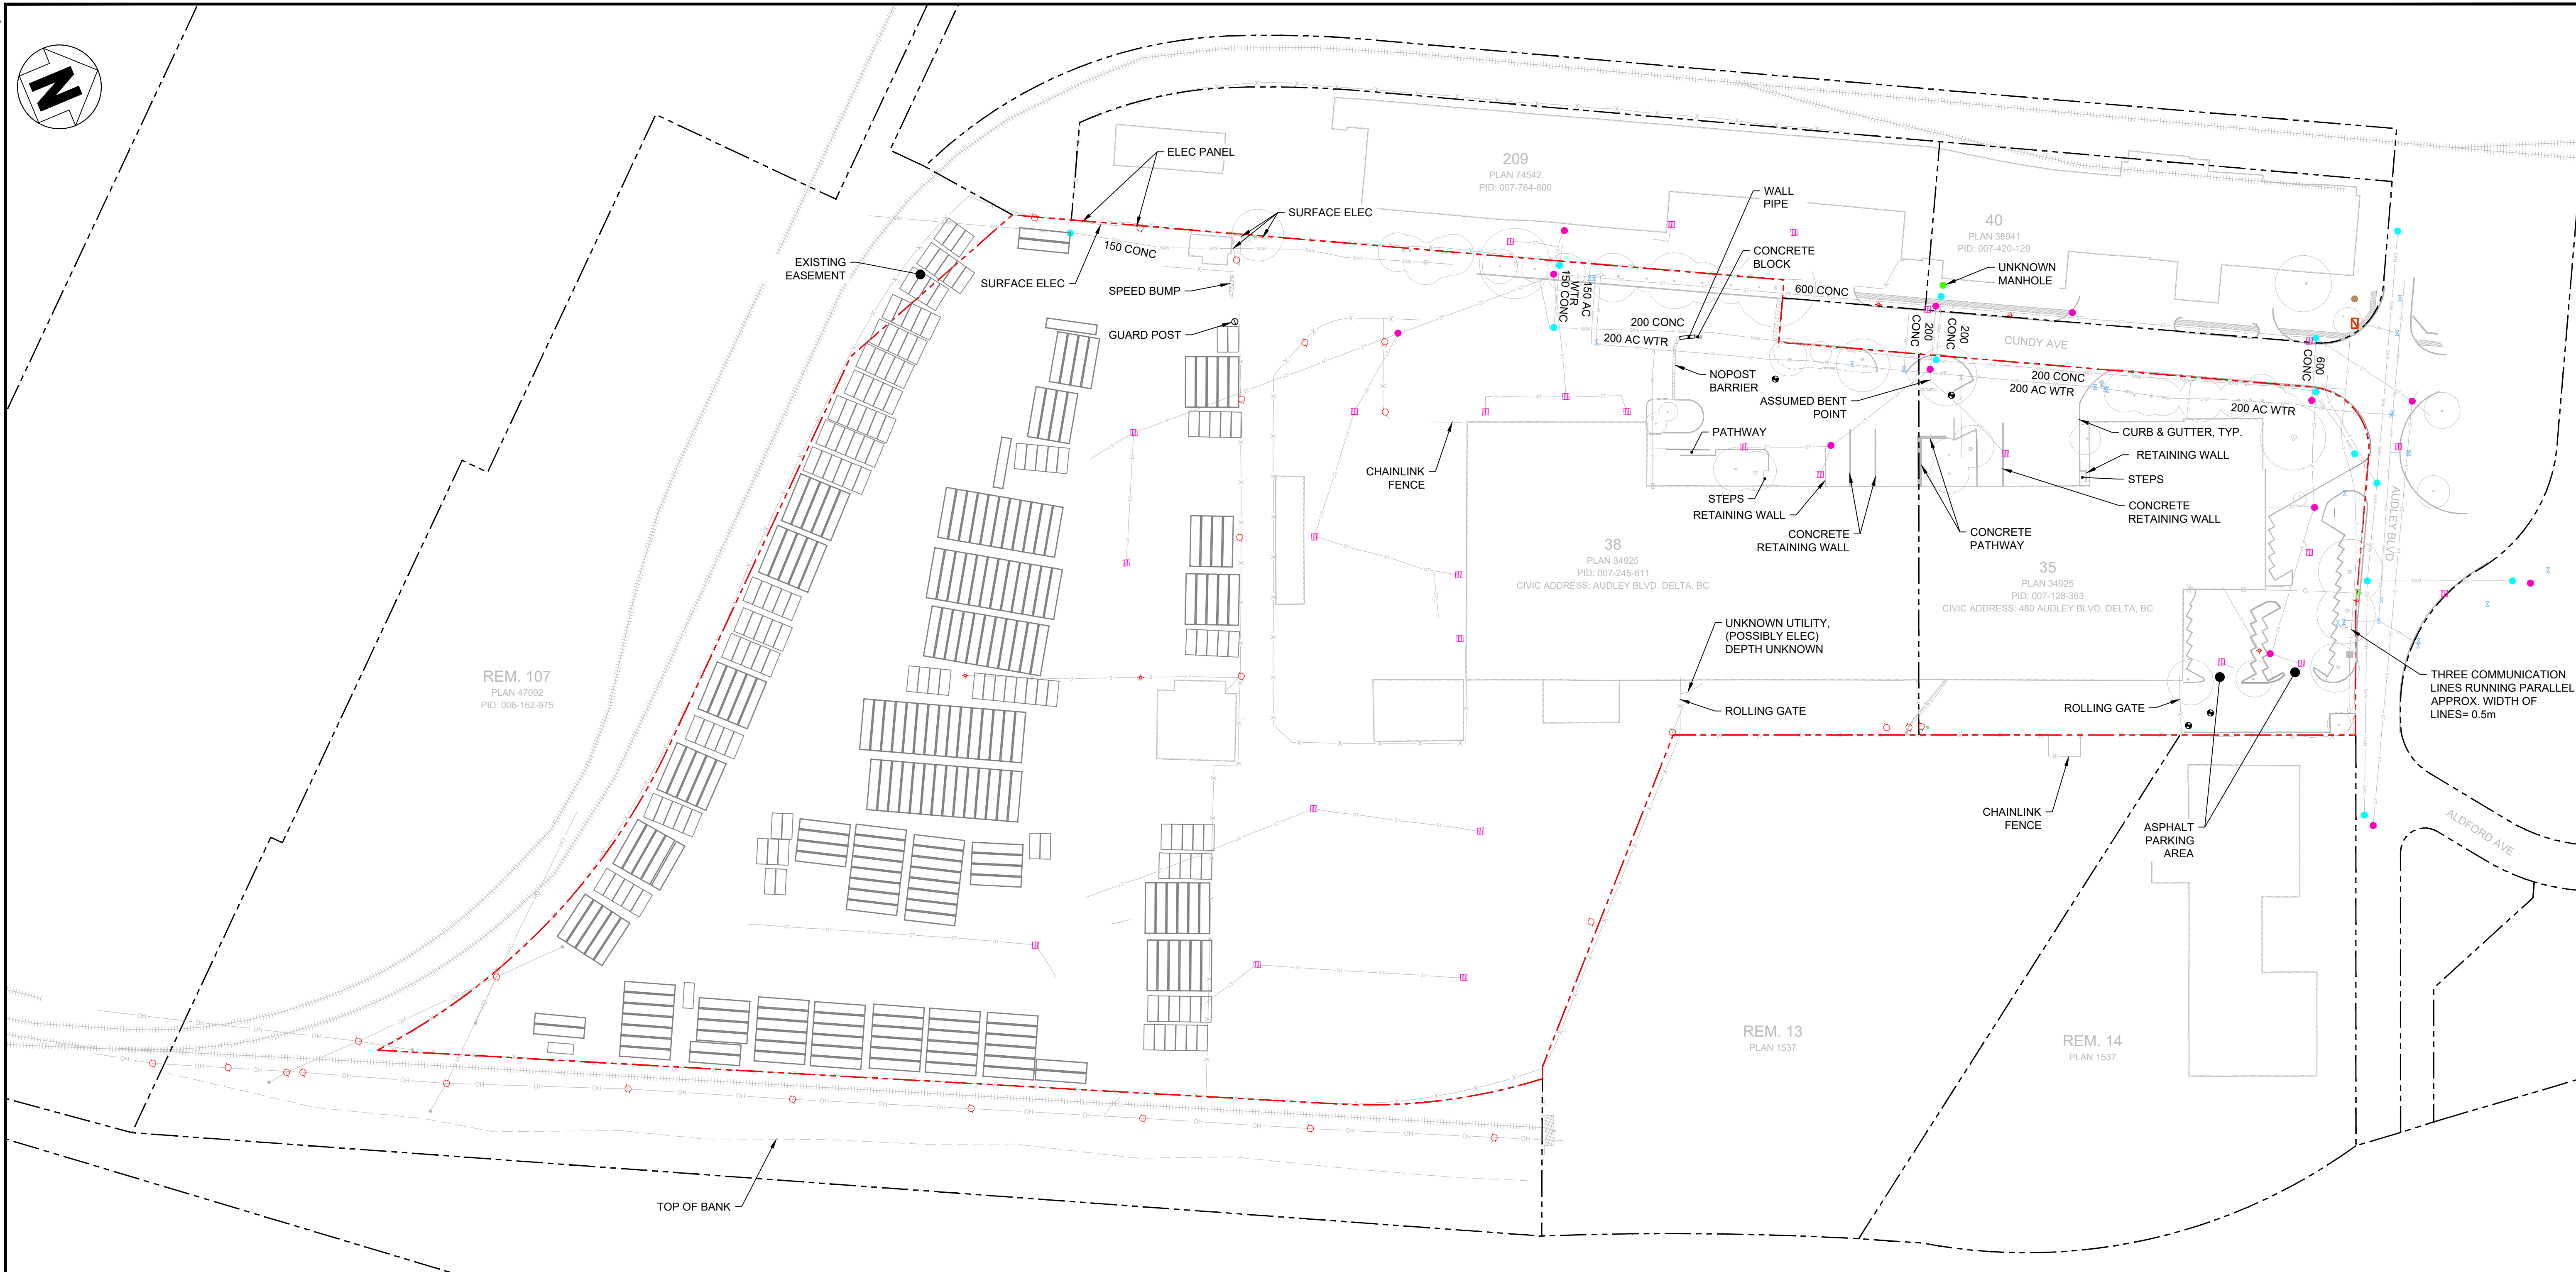 N
ELEC PANEL
SURFACE ELEC
150 CONC
EXISTING
EASEMENT
SURFACE ELEC
SPEED BUMP
GUARD POST
209
PLAN 74542
PID: 007-764-600
WALL
PIPE
CONCRETE
BLOCK
40
PLAN 36941
PID: 007-420-129
UNKNOWN
MANHOLE
600 CONC
150 CONC
WTR
150 AC
200 CONC
200 AC WTR
200
CONC
200
CONC
CUNDY AVE
600
CONC
NOPOST
BARRIER
ASSUMED BENT
POINT
200 CONC
200 AC WTR
200 AC WTR
PATHWAY
CHAINLINK
FENCE
CURB & GUTTER, TYP.
RETAINING WALL
STEPS
CONCRETE
RETAINING WALL
STEPS
RETAINING WALL
CONCRETE
RETAINING WALL
CONCRETE
PATHWAY
AUDLEY BLVD
38
PLAN 34925
PID: 007-245-611
CIVIC ADDRESS: AUDLEY BLVD. DELTA, BC
35
PLAN 34925
PID: 007-128-363
CIVIC ADDRESS: 480 AUDLEY BLVD. DELTA, BC
UNKNOWN UTILITY,
(POSSIBLY ELEC)
DEPTH UNKNOWN
REM. 107
PLAN 47092
PID: 006-162-975
THREE COMMUNICATION
LINES RUNNING PARALLEL
APPROX. WIDTH OF
LINES= 0.5m
ROLLING GATE
ROLLING GATE
CHAINLINK
FENCE
ASPHALT
PARKING
AREA
ALDFORD AVE
REM. 13
PLAN 1537
REM. 14
PLAN 1537
TOP OF BANK